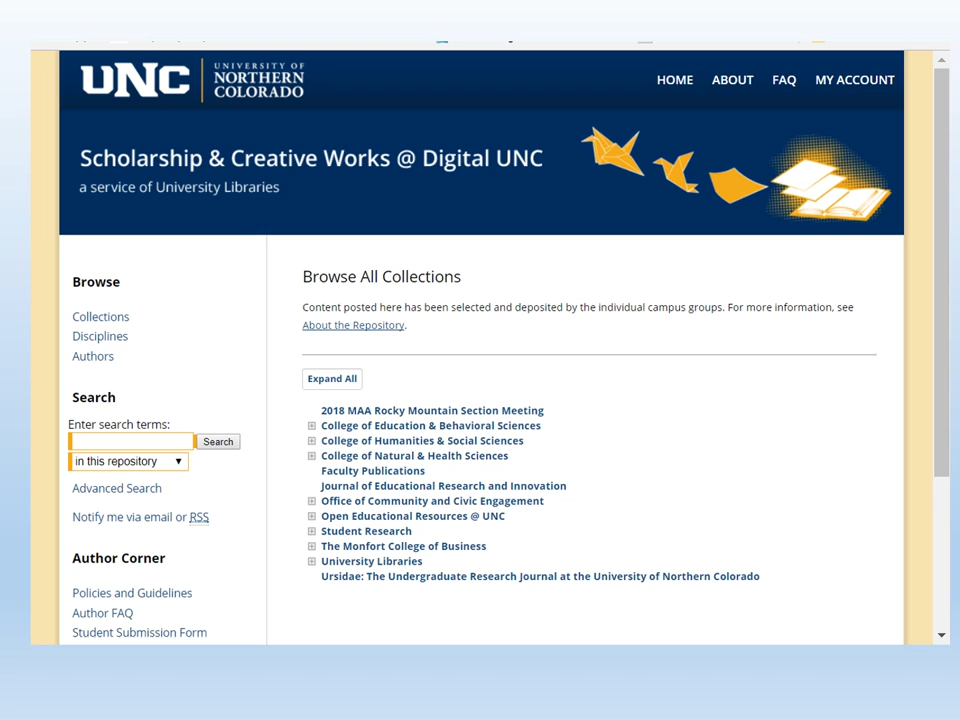 UNC
UNIVERSITY OF
NORTHERN
COLORADO
HOME ABOUT FAQ MY ACCOUNT
Scholarship & Creative Works @ Digital UNC
a service of University Libraries
Browse
Collections
Disciplines
Authors
Search
Enter search terms:
Search
in this repository
Advanced Search
Notify me via email or RSS
Author Corner
Policies and Guidelines
Author FAQ
Student Submission Form
Browse All Collections
Content posted here has been selected and deposited by the individual campus groups. For more information, see
About the Repository.
Expand All
2018 MAA Rocky Mountain Section Meeting
College of Education & Behavioral Sciences
College of Humanities & Social Sciences
College of Natural & Health Sciences
Faculty Publications
Journal of Educational Research and Innovation
Office of Community and Civic Engagement
Open Educational Resources @ UNC
Student Research
The Monfort College of Business
University Libraries
Ursidae: The Undergraduate Research Journal at the University of Northern Colorado